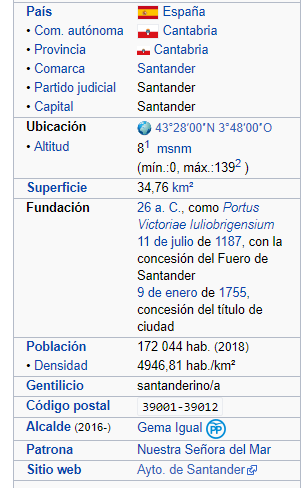 País España
• Com. autónoma Cantabria
• Provincia Cantabria
• Comarca Santander
• Partido judicial Santander
• Capital Santander
Ubicación 43°28′00″N 3°48′00″O
• Altitud 8¹ msnm
(mín.:0, máx.:139² )
Superficie 34,76 km²
Fundación 26 a. C., como Portus
Victoriae Iuliobrigensium
11 de julio de 1187, con la
concesión del Fuero de
Santander
9 de enero de 1755,
concesión del título de
ciudad
Población 172 044 hab. (2018)
• Densidad 4946,81 hab./km²
Gentilicio santanderino/a
Código postal 39001-39012
Alcalde (2016-) Gema Igual PP
Patrona Nuestra Señora del Mar
Sitio web Ayto. de Santander